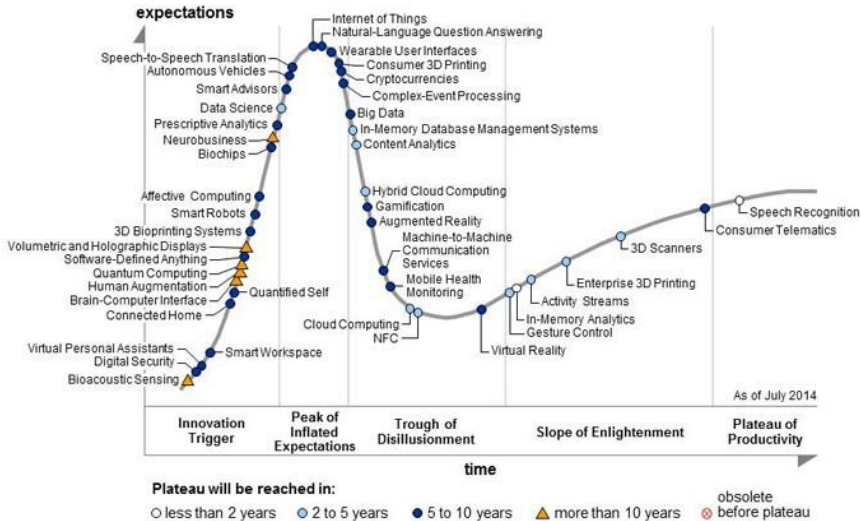 expectations
Internet of Things
Natural-Language Question Answering
Wearable User Interfaces
Speech-to-Speech Translation
Consumer 3D Printing
Autonomous Vehicles
Cryptocurrencies
Smart Advisors
Complex-Event Processing
Data Science
Big Data
Prescriptive Analytics
In-Memory Database Management Systems
Neurobusiness
Content Analytics
Biochips
Hybrid Cloud Computing
Affective Computing
Gamification
Speech Recognition
Smart Robots
Augmented Reality
Consumer Telematics
3D Bioprinting Systems
Machine-to-Machine
Communication
Services
Volumetric and Holographic Displays
3D Scanners
Software-Defined Anything
Quantum Computing
Mobile Health
Monitoring
Enterprise 3D Printing
Human Augmentation
Quantified Self
Brain-Computer Interface
Activity Streams
Connected Home
Cloud Computing
In-Memory Analytics
NFC
Gesture Control
Virtual Personal Assistants
Smart Workspace
Virtual Reality
Digital Security
Bioacoustic Sensing
As of July 2014
Innovation
Trigger
Peak of
Inflated
Expectations
Trough of
Disillusionment
Slope of Enlightenment
Plateau of
Productivity
time
Plateau will be reached in:
less than 2 years
2 to 5 years
5 to 10 years
more than 10 years
obsolete
before plateau